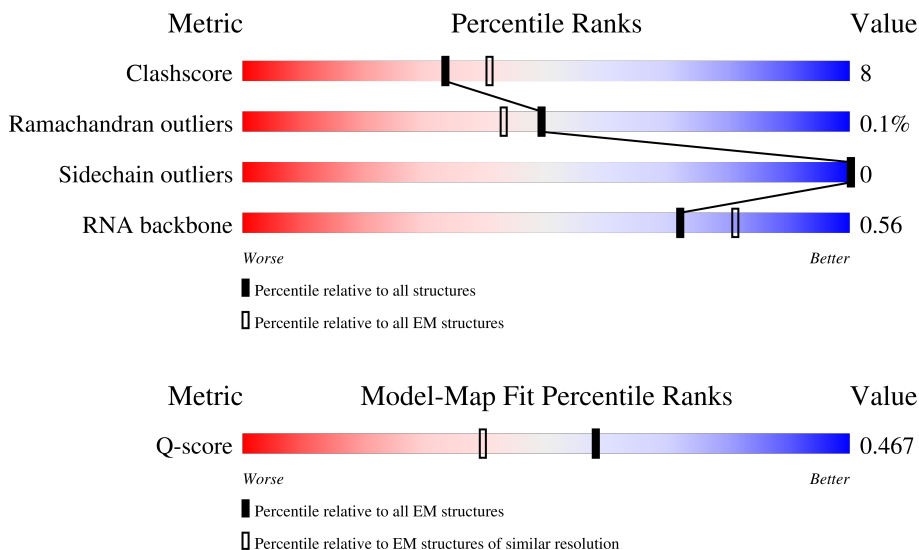 Metric Percentile Ranks Value
Clashscore 8
Ramachandran outliers 0.1%
Sidechain outliers 0
RNA backbone 0.56
Worse Better
Percentile relative to all structures
Percentile relative to all EM structures
Metric Model-Map Fit Percentile Ranks Value
Q-score 0.467
Worse Better
Percentile relative to all EM structures
Percentile relative to EM structures of similar resolution